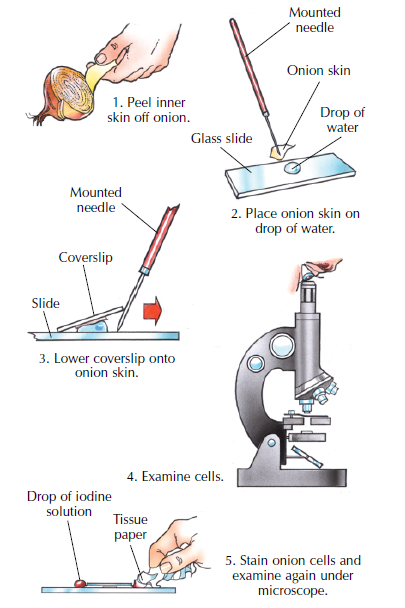 1. Peel inner
skin off onion.
Mounted
needle
Onion skin
Drop of
water
Glass slide
2. Place onion skin on
drop of water.
Mounted
needle
Coverslip
Slide
3. Lower coverslip onto
onion skin.
4. Examine cells.
Drop of iodine
solution
Tissue
paper
5. Stain onion cells and
examine again under
microscope.